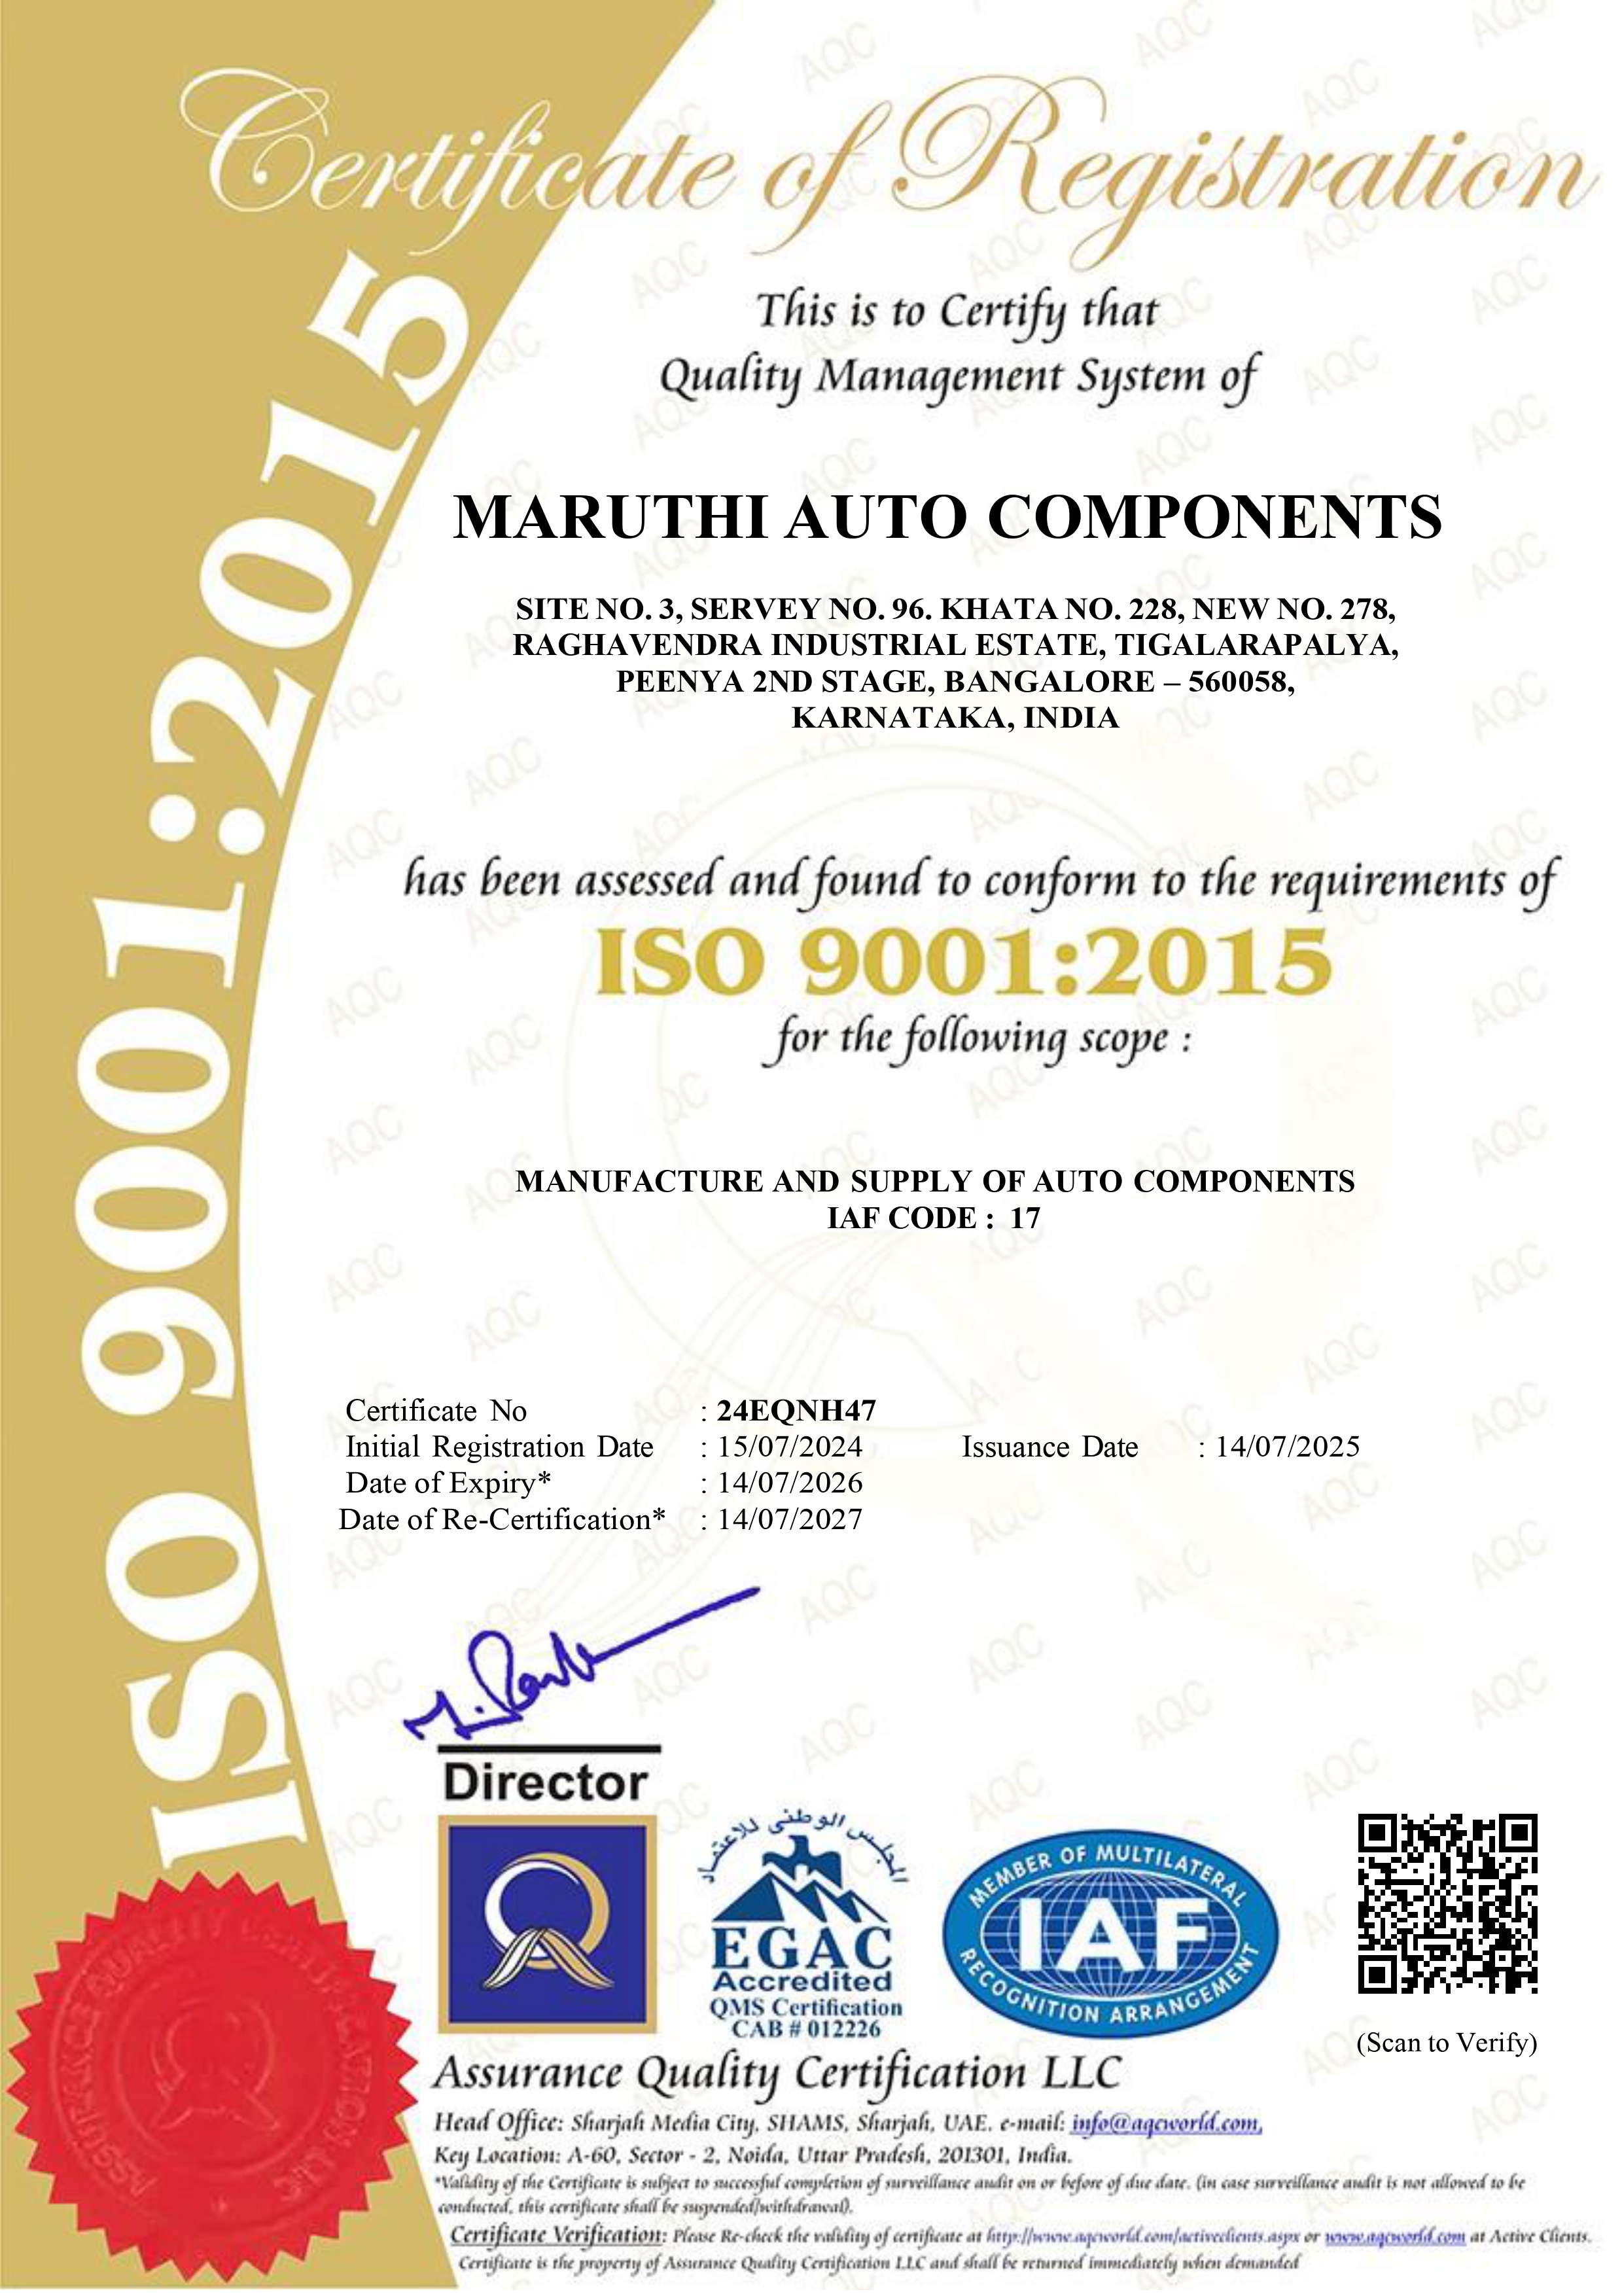 Certificate of Registration
ISO 9001:2015
This is to Certify that
Quality Management System of
MARUTHI AUTO COMPONENTS
SITE NO. 3, SERVEY NO. 96. KHATA NO. 228, NEW NO. 278,
RAGHAVENDRA INDUSTRIAL ESTATE, TIGALARAPALYA,
PEENYA 2ND STAGE, BANGALORE – 560058,
KARNATAKA, INDIA
has been assessed and found to conform to the requirements of
ISO 9001:2015
for the following scope :
MANUFACTURE AND SUPPLY OF AUTO COMPONENTS
IAF CODE : 17
Certificate No : 24EQNH47
Initial Registration Date : 15/07/2024 Issuance Date : 14/07/2025
Date of Expiry* : 14/07/2026
Date of Re-Certification* : 14/07/2027
Director
المجلس الوطنى للاعتماد
EGAC
Accredited
QMS Certification
CAB # 012226
MEMBER OF MULTILATERAL
IAF
RECOGNITION ARRANGEMENT
(Scan to Verify)
ASSURANCE QUALITY CERTIFICATION LLC
Assurance Quality Certification LLC
Head Office: Sharjah Media City, SHAMS, Sharjah, UAE. e-mail: info@aqcworld.com,
Key Location: A-60, Sector - 2, Noida, Uttar Pradesh, 201301, India.
*Validity of the Certificate is subject to successful completion of surveillance audit on or before of due date. (in case surveillance audit is not allowed to be
conducted, this certificate shall be suspended/withdrawal).
Certificate Verification: Please Re-check the validity of certificate at http://www.aqcworld.com/activeclients.aspx or www.aqcworld.com at Active Clients.
Certificate is the property of Assurance Quality Certification LLC and shall be returned immediately when demanded